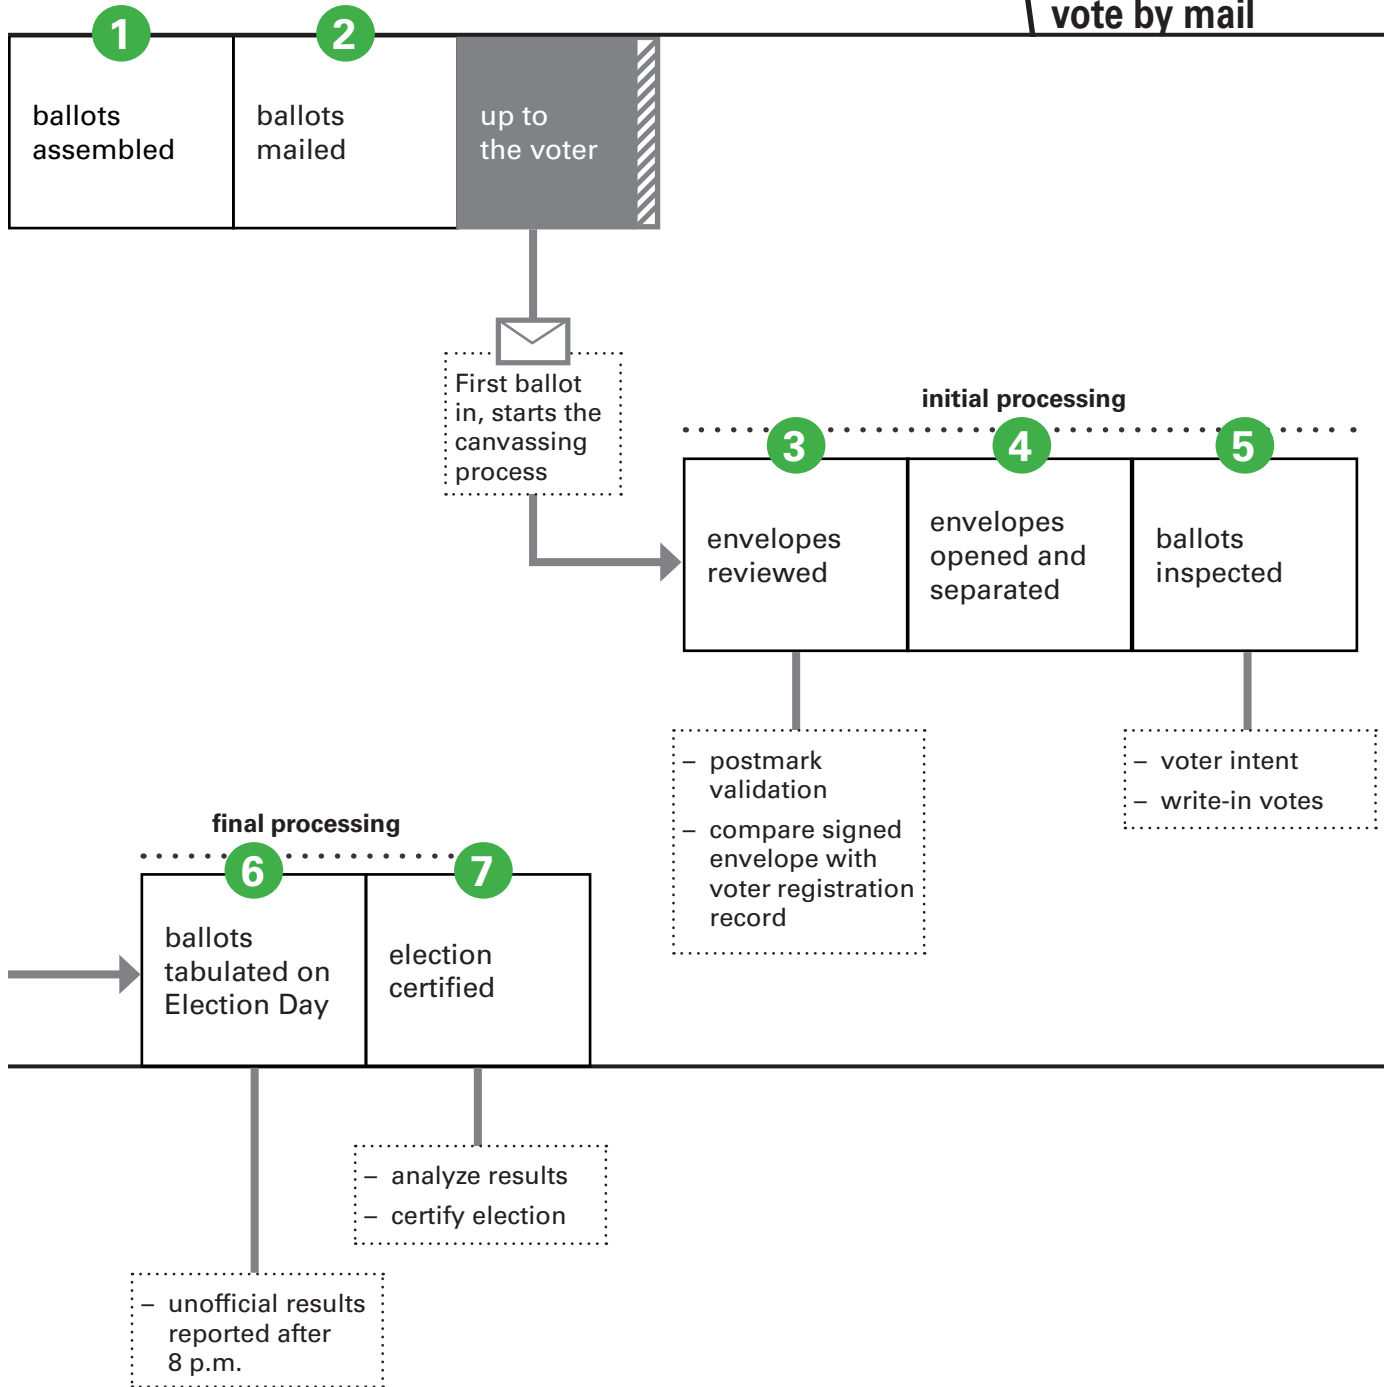 vote by mail
1
2
ballots
assembled
ballots
mailed
up to
the voter
First ballot
in, starts the
canvassing
process
initial processing
3
4
5
envelopes
reviewed
envelopes
opened and
separated
ballots
inspected
– postmark
validation
– compare signed
envelope with
voter registration
record
– voter intent
– write-in votes
final processing
6
7
ballots
tabulated on
Election Day
election
certified
– analyze results
– certify election
– unofficial results
reported after
8 p.m.